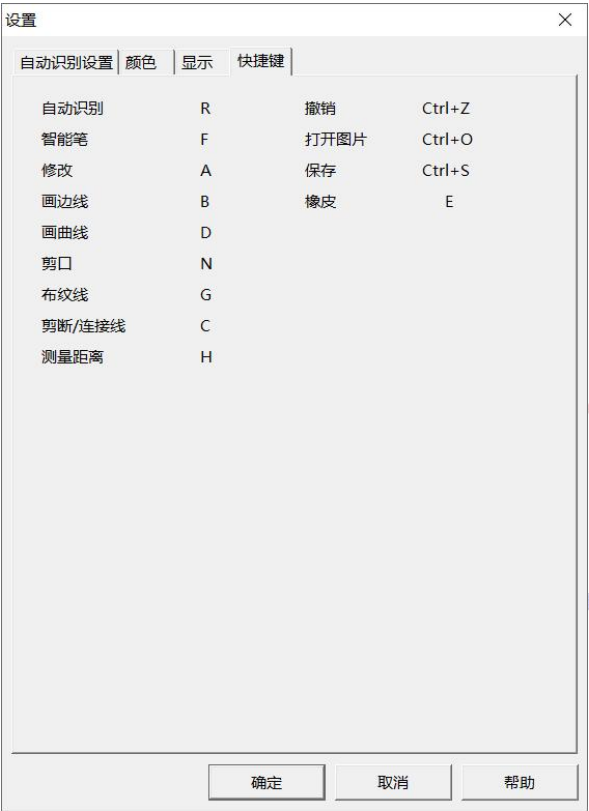 设置
自动识别设置 颜色 显示 快捷键
自动识别 R 撤销 Ctrl+Z
智能笔 F 打开图片 Ctrl+O
修改 A 保存 Ctrl+S
画边线 B 橡皮 E
画曲线 D
剪口 N
布纹线 G
剪断/连接线 C
测量距离 H
确定 取消 帮助